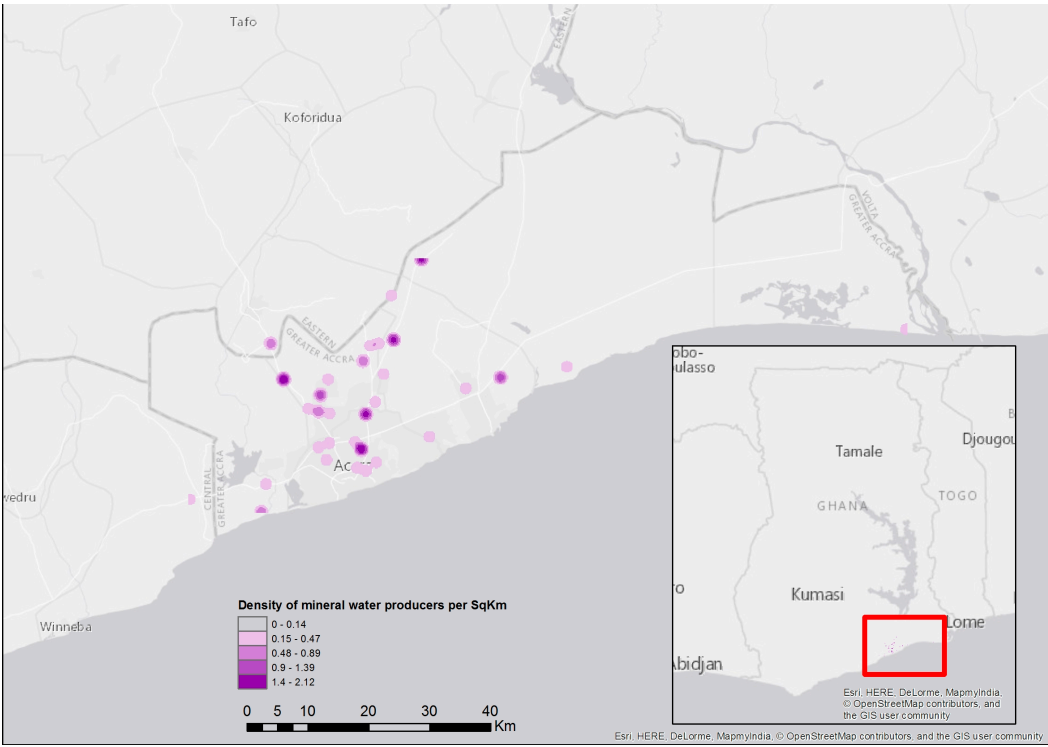 Tafo
EASTERN
Koforidua
VOLTA
GREATER ACCRA
EASTERN
GREATER ACCRA
wedru
CENTRAL
GREATER ACCRA
Winneba
Density of mineral water producers per SqKm
0 - 0.14
0.15 - 0.47
0.48 - 0.89
0.9 - 1.39
1.4 - 2.12
0 5 10 20 30 40
Km
obo-
ulasso
Tamale
Djougou
GHANA
TOGO
Kumasi
Lome
Abidjan
Esri, HERE, DeLorme, MapmyIndia,
© OpenStreetMap contributors, and
the GIS user community
Esri, HERE, DeLorme, MapmyIndia, © OpenStreetMap contributors, and the GIS user community